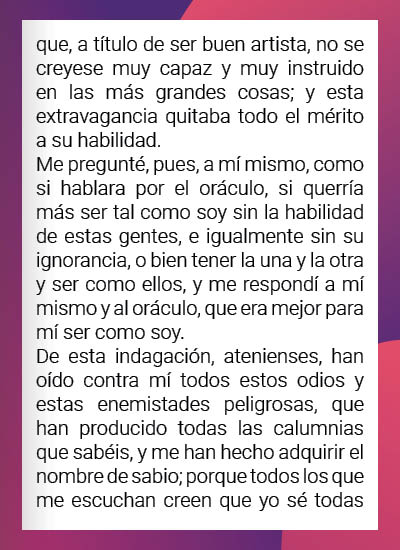 que, a título de ser buen artista, no se
creyese muy capaz y muy instruido
en las más grandes cosas; y esta
extravagancia quitaba todo el mérito
a su habilidad.
Me pregunté, pues, a mí mismo, como
si hablara por el oráculo, si querría
más ser tal como soy sin la habilidad
de estas gentes, e igualmente sin su
ignorancia, o bien tener la una y la otra
y ser como ellos, y me respondí a mí
mismo y al oráculo, que era mejor para
mí ser como soy.
De esta indagación, atenienses, han
oído contra mí todos estos odios y
estas enemistades peligrosas, que
han producido todas las calumnias
que sabéis, y me han hecho adquirir el
nombre de sabio; porque todos los que
me escuchan creen que yo sé todas